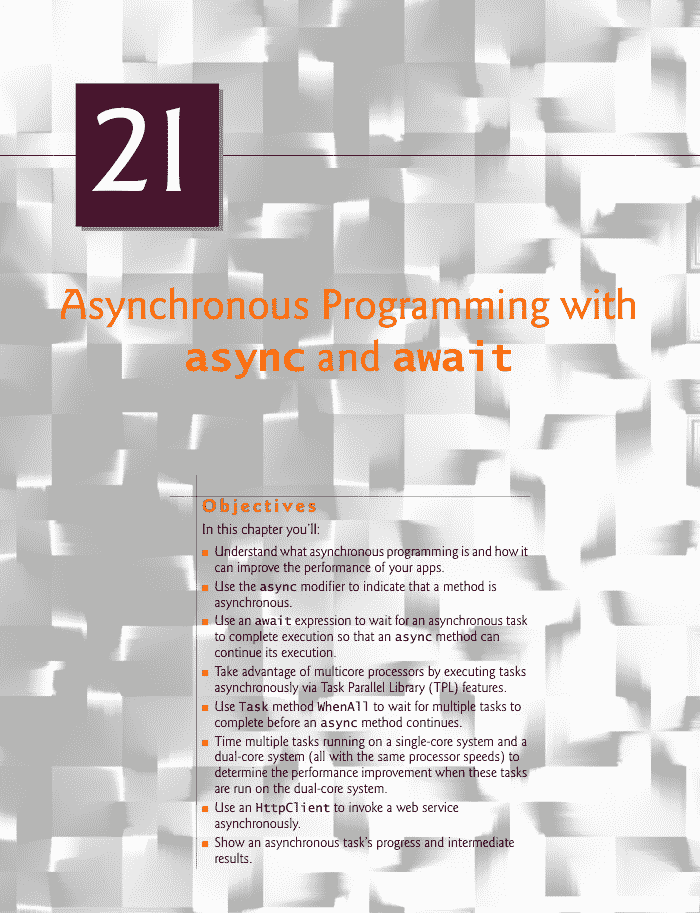 21
Asynchronous Programming with
async and await
Objectives
In this chapter you'll:
■ Understand what asynchronous programming is and how it
can improve the performance of your apps.
■ Use the async modifier to indicate that a method is
asynchronous.
■ Use an await expression to wait for an asynchronous task
to complete execution so that an async method can
continue its execution.
■ Take advantage of multicore processors by executing tasks
asynchronously via Task Parallel Library (TPL) features.
■ Use Task method WhenAll to wait for multiple tasks to
complete before an async method continues.
■ Time multiple tasks running on a single-core system and a
dual-core system (all with the same processor speeds) to
determine the performance improvement when these tasks
are run on the dual-core system.
■ Use an HttpClient to invoke a web service
asynchronously.
■ Show an asynchronous task's progress and intermediate
results.